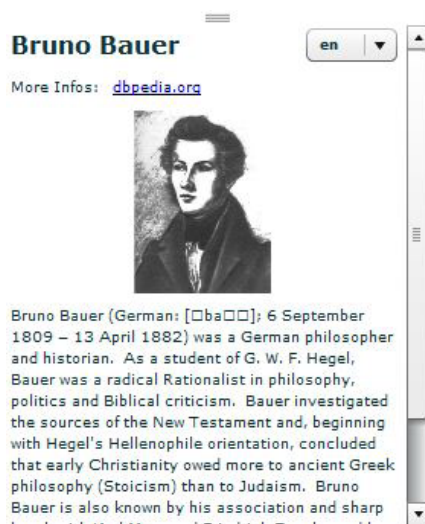 Bruno Bauer
en
More Infos: dbpedia.org
Bruno Bauer (German: [□ba□□]; 6 September
1809 – 13 April 1882) was a German philosopher
and historian. As a student of G. W. F. Hegel,
Bauer was a radical Rationalist in philosophy,
politics and Biblical criticism. Bauer investigated
the sources of the New Testament and, beginning
with Hegel's Hellenophile orientation, concluded
that early Christianity owed more to ancient Greek
philosophy (Stoicism) than to Judaism. Bruno
Bauer is also known by his association and sharp